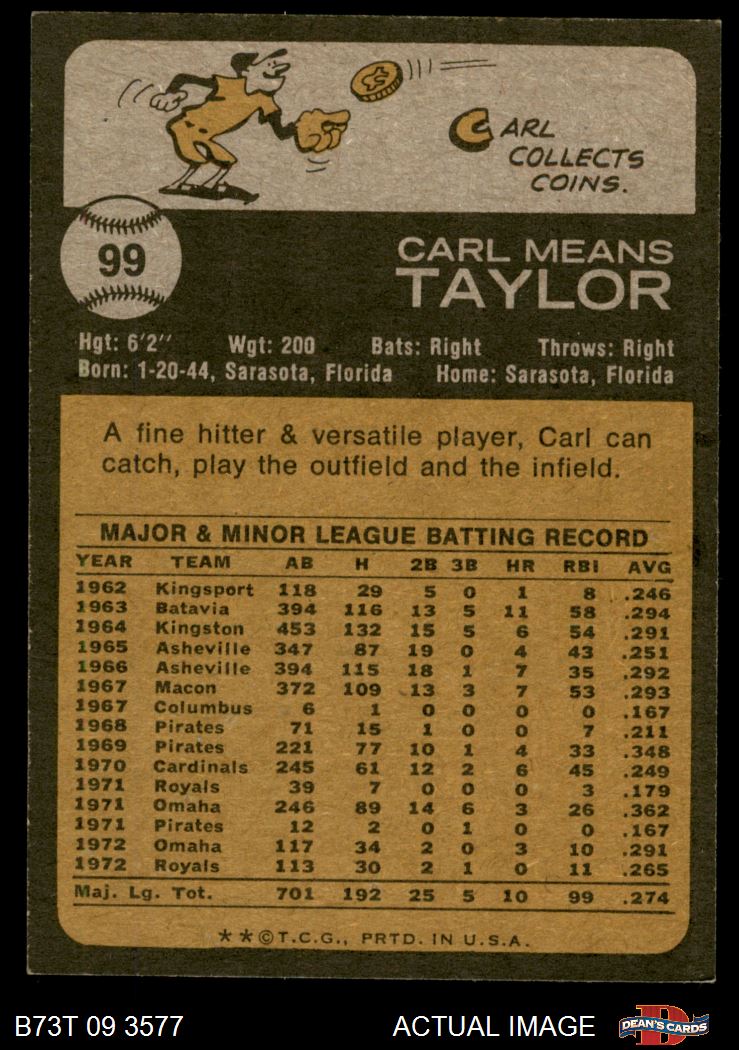 CARL
COLLECTS
COINS.
99
CARL MEANS
TAYLOR
Hgt: 6'2" Wgt: 200 Bats: Right Throws: Right
Born: 1-20-44, Sarasota, Florida Home: Sarasota, Florida
A fine hitter & versatile player, Carl can
catch, play the outfield and the infield.
MAJOR & MINOR LEAGUE BATTING RECORD
YEAR TEAM AB H 2B 3B HR RBI AVG
1962 Kingsport 118 29 5 0 1 8 .246
1963 Batavia 394 116 13 5 11 58 .294
1964 Kingston 453 132 15 5 6 54 .291
1965 Asheville 347 87 19 0 4 43 .251
1966 Asheville 394 115 18 1 7 35 .292
1967 Macon 372 109 13 3 7 53 .293
1967 Columbus 6 1 0 0 0 0 .167
1968 Pirates 71 15 1 0 0 7 .211
1969 Pirates 221 77 10 1 4 33 .348
1970 Cardinals 245 61 12 2 6 45 .249
1971 Royals 39 7 0 0 0 3 .179
1971 Omaha 246 89 14 6 3 26 .362
1971 Pirates 12 2 0 1 0 0 .167
1972 Omaha 117 34 2 0 3 10 .291
1972 Royals 113 30 2 1 0 11 .265
Maj. Lg. Tot. 701 192 25 5 10 99 .274
**©T.C.G., PRTD. IN U.S.A.
B73T 09 3577 ACTUAL IMAGE D DEAN'S CARDS